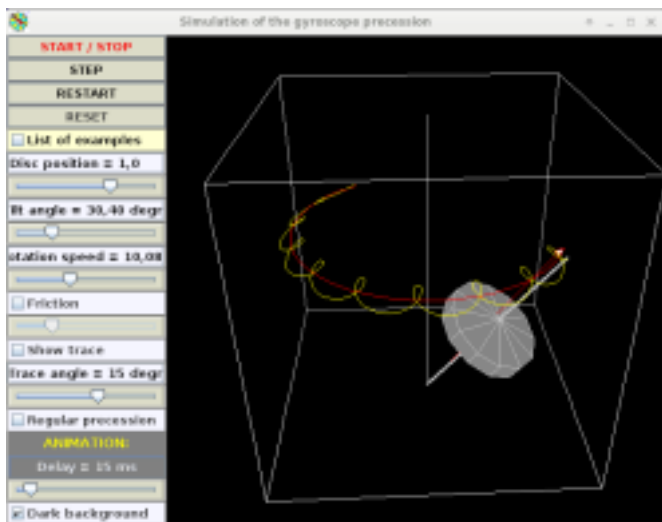 Simulation of the gyroscope precession
START / STOP
STEP
RESTART
RESET
List of examples
Disc position = 1,0
ilt angle = 30,40 degr
otation speed = 10,08
Friction
Show trace
Trace angle = 15 degr
Regular precession
ANIMATION:
Delay = 15 ms
Dark background